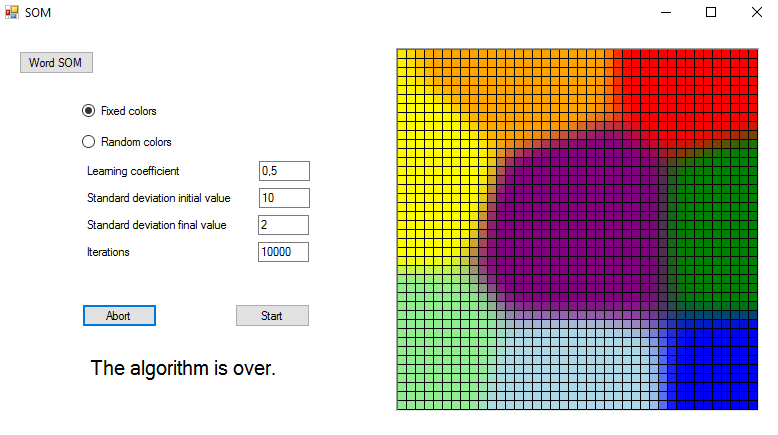 SOM
Word SOM
Fixed colors
Random colors
Learning coefficient 0,5
Standard deviation initial value 10
Standard deviation final value 2
Iterations 10000
Abort Start
The algorithm is over.